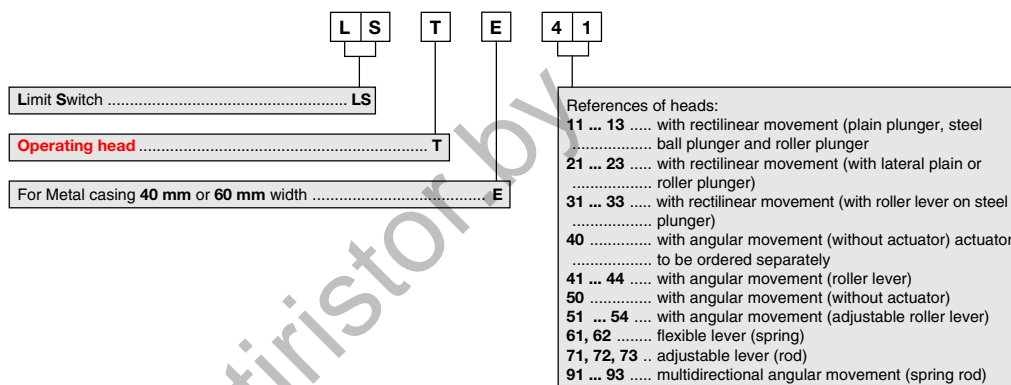 L S T E 4 1
Limit Switch ...................................................... LS
Operating head ................................................................ T
For Metal casing 40 mm or 60 mm width ....................................... E
References of heads:
11 ... 13 ..... with rectilinear movement (plain plunger, steel
.................. ball plunger and roller plunger
21 ... 23 ..... with rectilinear movement (with lateral plain or
.................. roller plunger)
31 ... 33 ..... with rectilinear movement (with roller lever on steel
.................. plunger)
40 .............. with angular movement (without actuator) actuator
.................. to be ordered separately
41 ... 44 ...... with angular movement (roller lever)
50 .............. with angular movement (without actuator)
51 ... 54 .... with angular movement (adjustable roller lever)
61, 62 ........ flexible lever (spring)
71, 72, 73 .. adjustable lever (rod)
91 ... 93 ..... multidirectional angular movement (spring rod)
tiristor.by